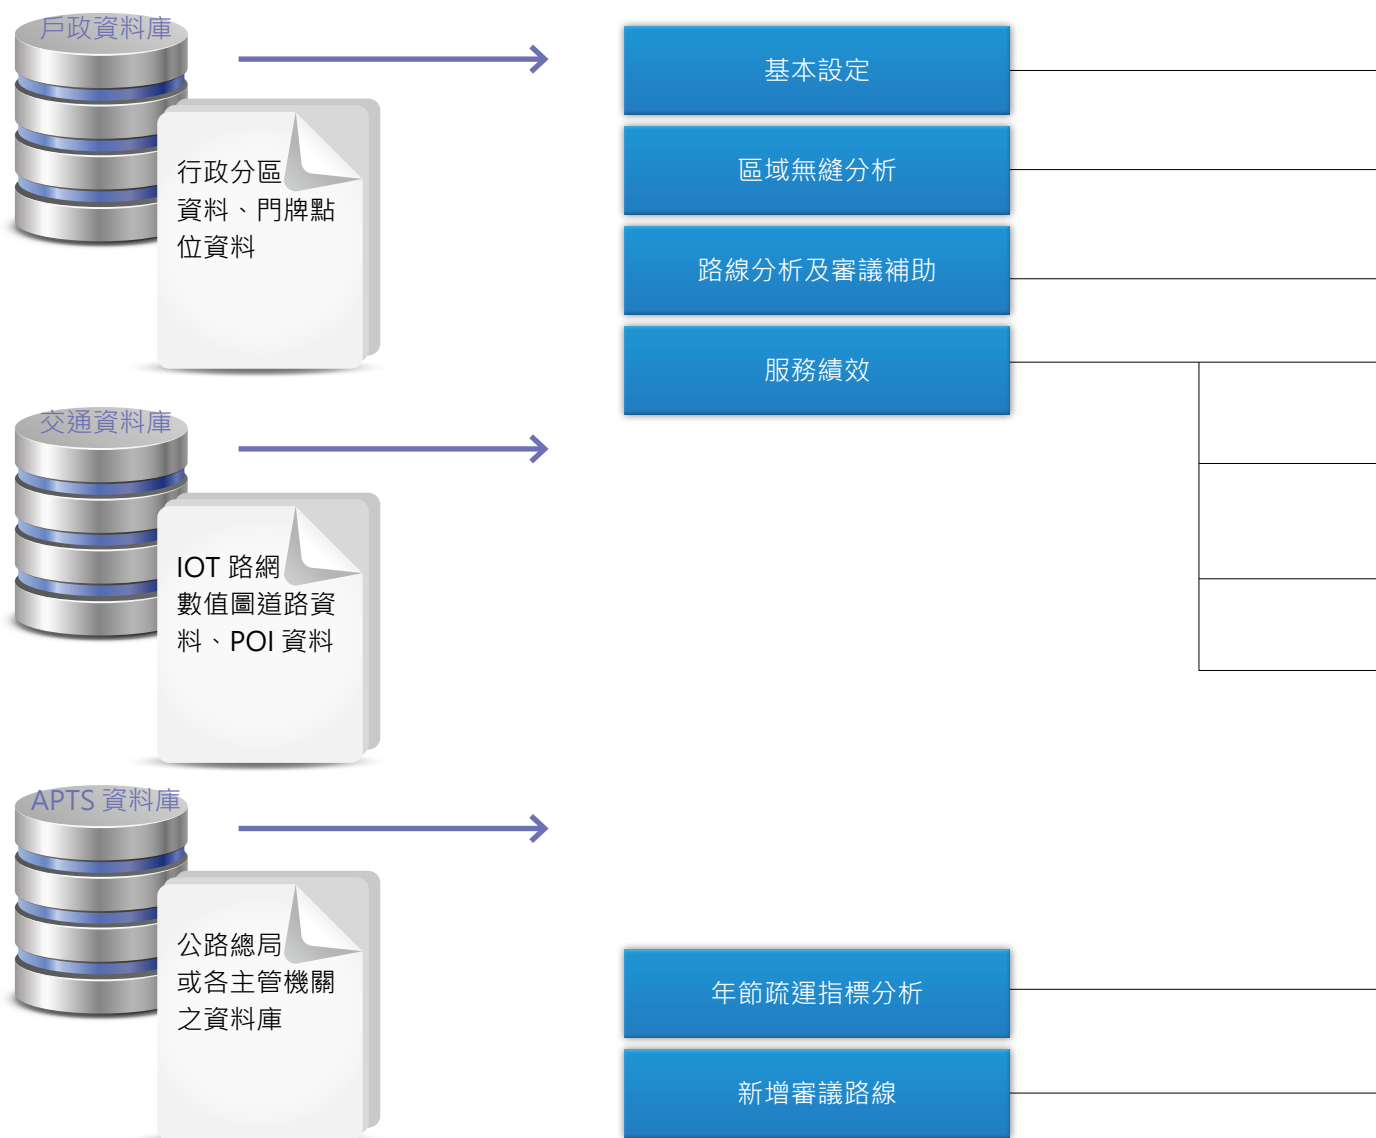 戶政資料庫
行政分區
資料、門牌點
位資料
交通資料庫
IOT 路網
數值圖道路資
料、POI 資料
APTS 資料庫
公路總局
或各主管機關
之資料庫
基本設定
區域無縫分析
路線分析及審議補助
服務績效
年節疏運指標分析
新增審議路線